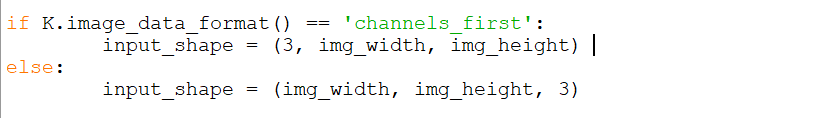 if K.image_data_format() == 'channels_first':
        input_shape = (3, img_width, img_height)
else:
        input_shape = (img_width, img_height, 3)